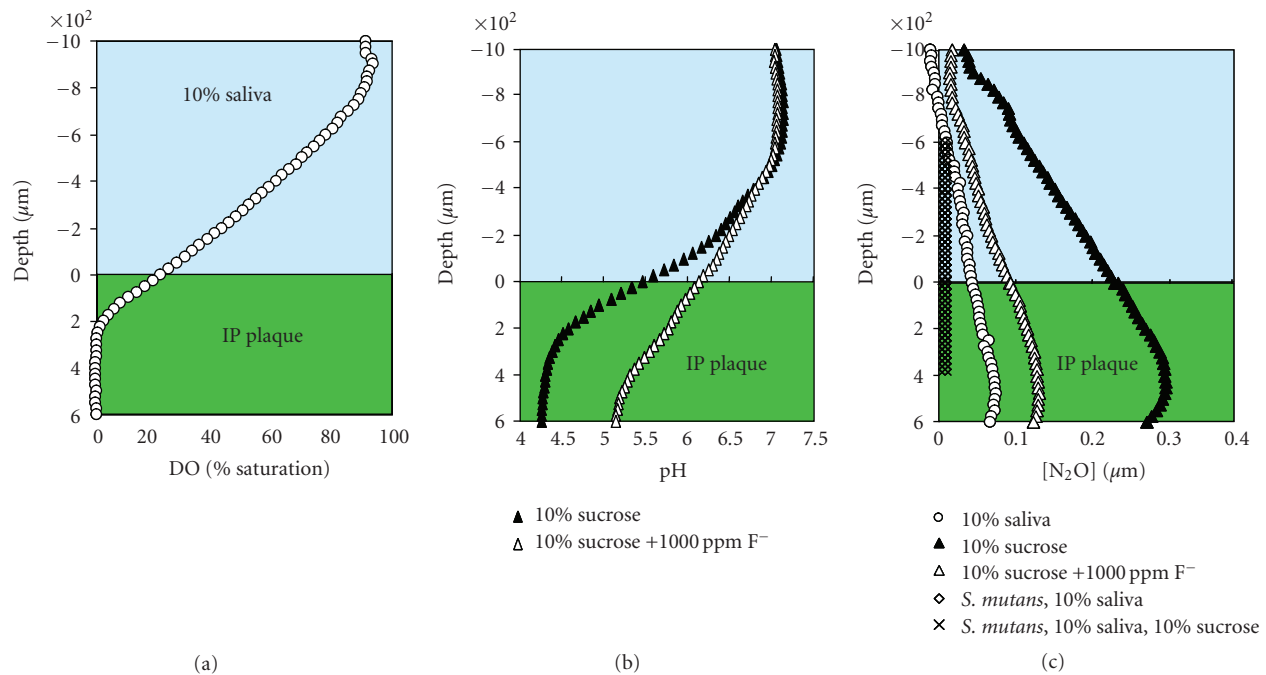 ×10²
−10
−8
−6
−4
−2
0
2
4
6
Depth (μm)
10% saliva
IP plaque
0 20 40 60 80 100
DO (% saturation)
(a)
×10²
−10
−8
−6
−4
−2
0
2
4
6
Depth (μm)
IP plaque
4 4.5 5 5.5 6 6.5 7 7.5
pH
10% sucrose
10% sucrose +1000 ppm F⁻
(b)
×10²
−10
−8
−6
−4
−2
0
2
4
6
Depth (μm)
IP plaque
0 0.1 0.2 0.3 0.4
[N₂O] (μm)
10% saliva
10% sucrose
10% sucrose +1000 ppm F⁻
S. mutans, 10% saliva
S. mutans, 10% saliva, 10% sucrose
(c)